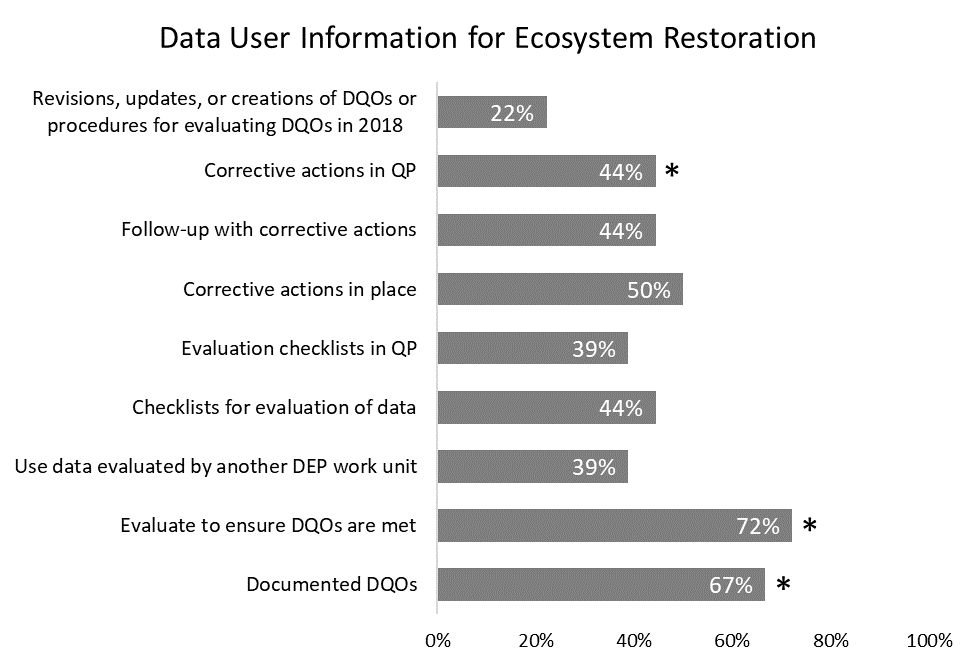 Data User Information for Ecosystem Restoration
Revisions, updates, or creations of DQOs or
procedures for evaluating DQOs in 2018
22%
Corrective actions in QP
44% *
Follow-up with corrective actions
44%
Corrective actions in place
50%
Evaluation checklists in QP
39%
Checklists for evaluation of data
44%
Use data evaluated by another DEP work unit
39%
Evaluate to ensure DQOs are met
72% *
Documented DQOs
67% *
0% 20% 40% 60% 80% 100%